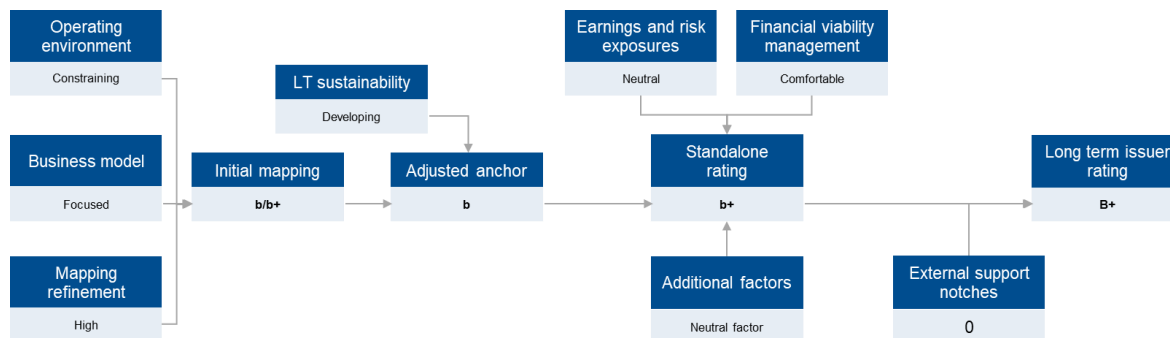 Operating
environment
Constraining
Business model
Focused
Mapping
refinement
High
Initial mapping
b/b+
LT sustainability
Developing
Adjusted anchor
b
Earnings and risk
exposures
Neutral
Financial viability
management
Comfortable
Standalone
rating
b+
Additional factors
Neutral factor
External support
notches
0
Long term issuer
rating
B+